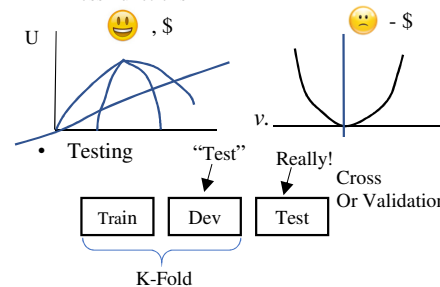 U
😃 , $
🙁 - $
v.
• Testing
"Test"
Really!
Cross
Or Validation
Train
Dev
Test
K-Fold